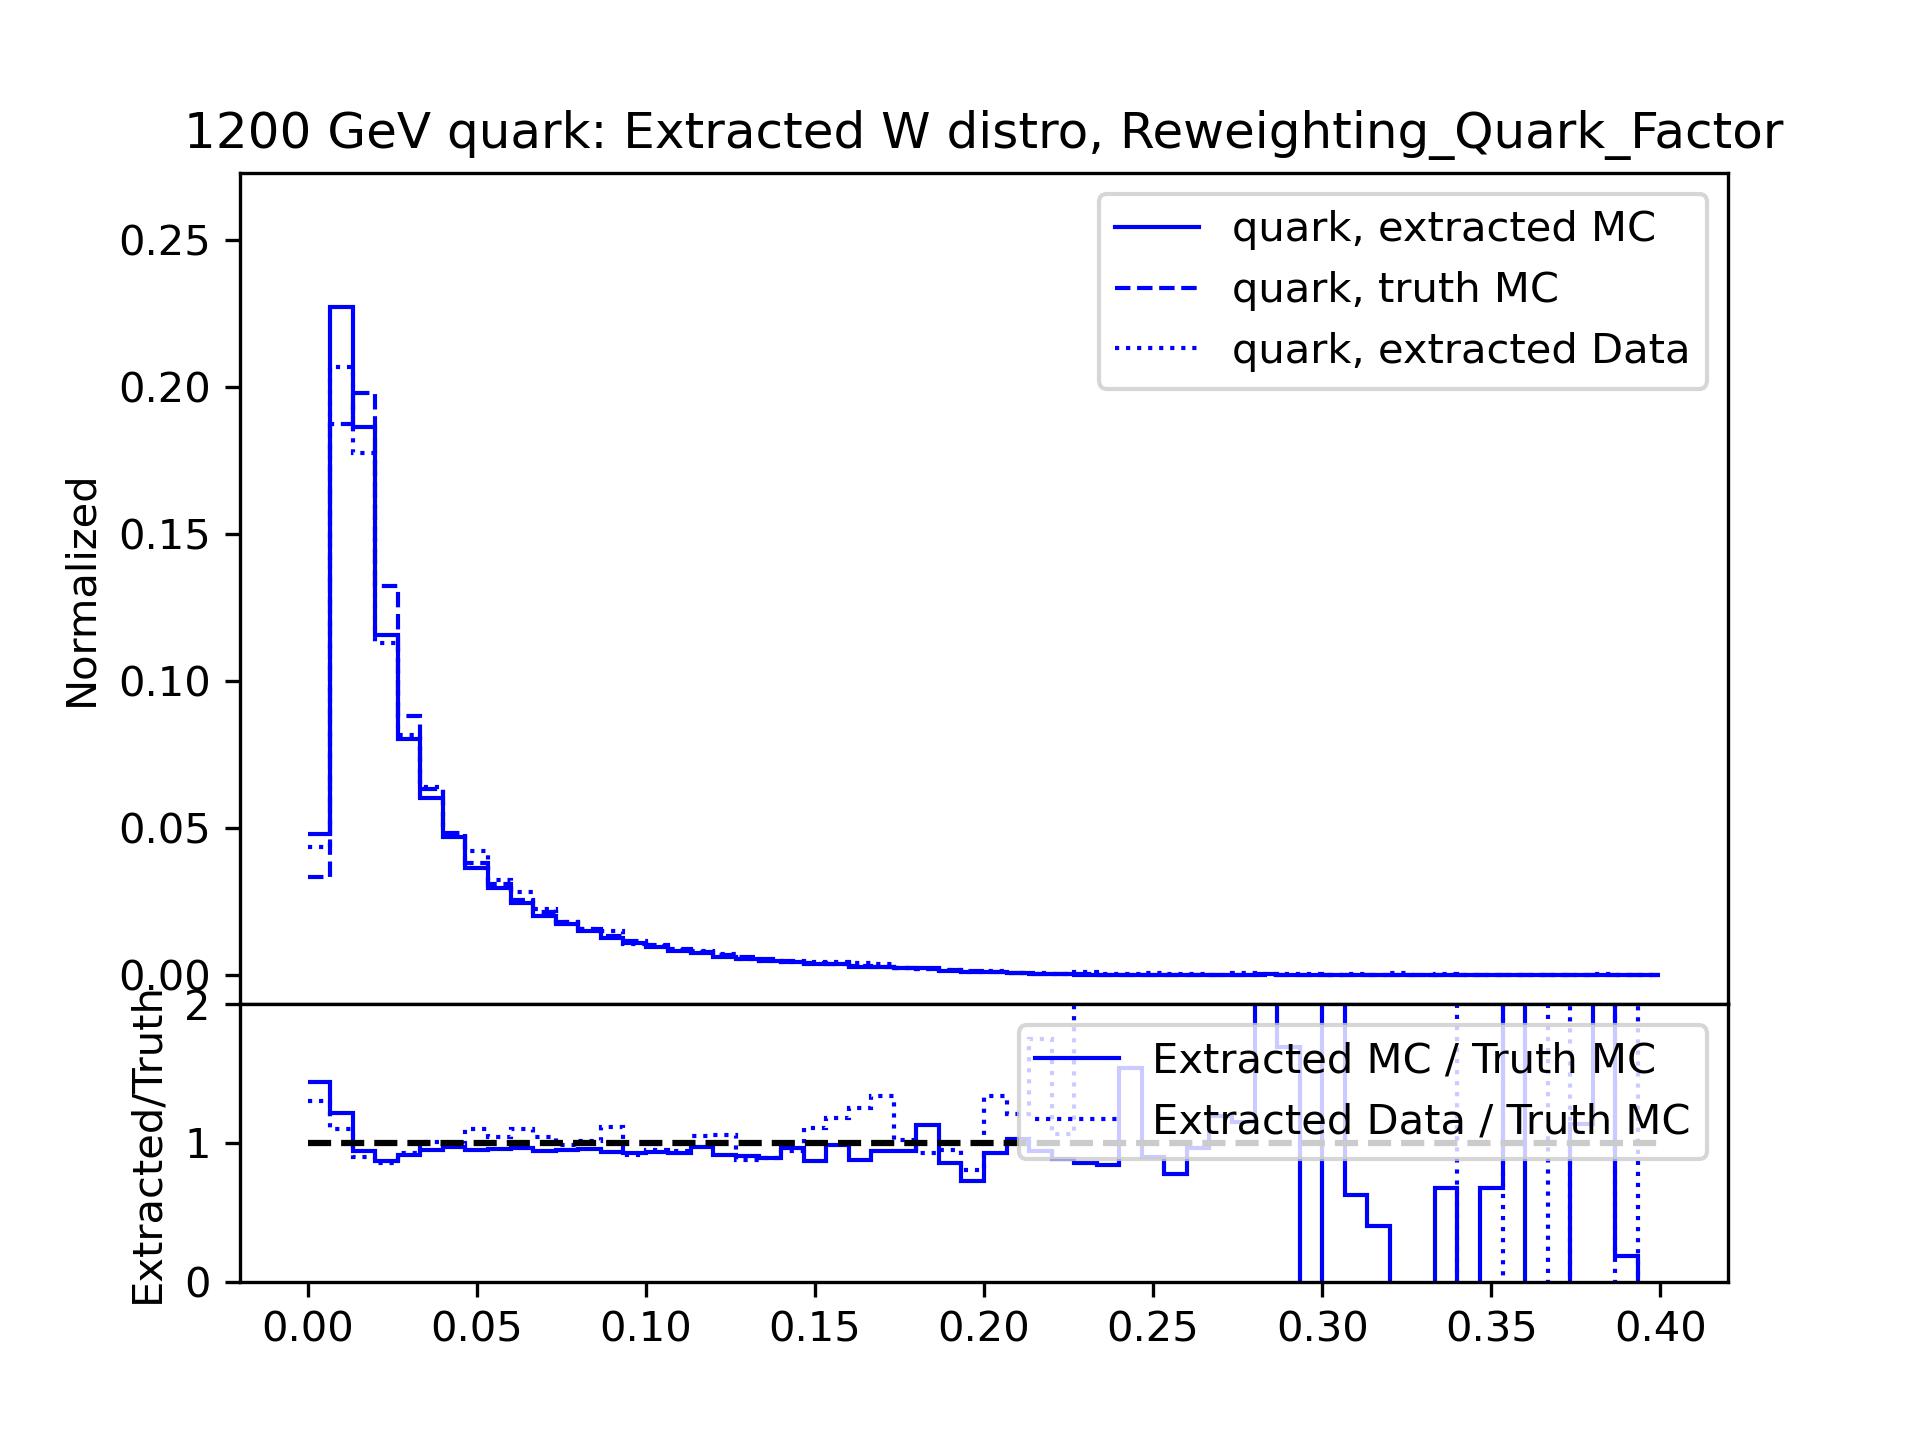 1200 GeV quark: Extracted W distro, Reweighting_Quark_Factor
quark, extracted MC
quark, truth MC
quark, extracted Data
Normalized
0.25
0.20
0.15
0.10
0.05
0.00
Extracted/Truth
2
1
0
Extracted MC / Truth MC
Extracted Data / Truth MC
0.00 0.05 0.10 0.15 0.20 0.25 0.30 0.35 0.40